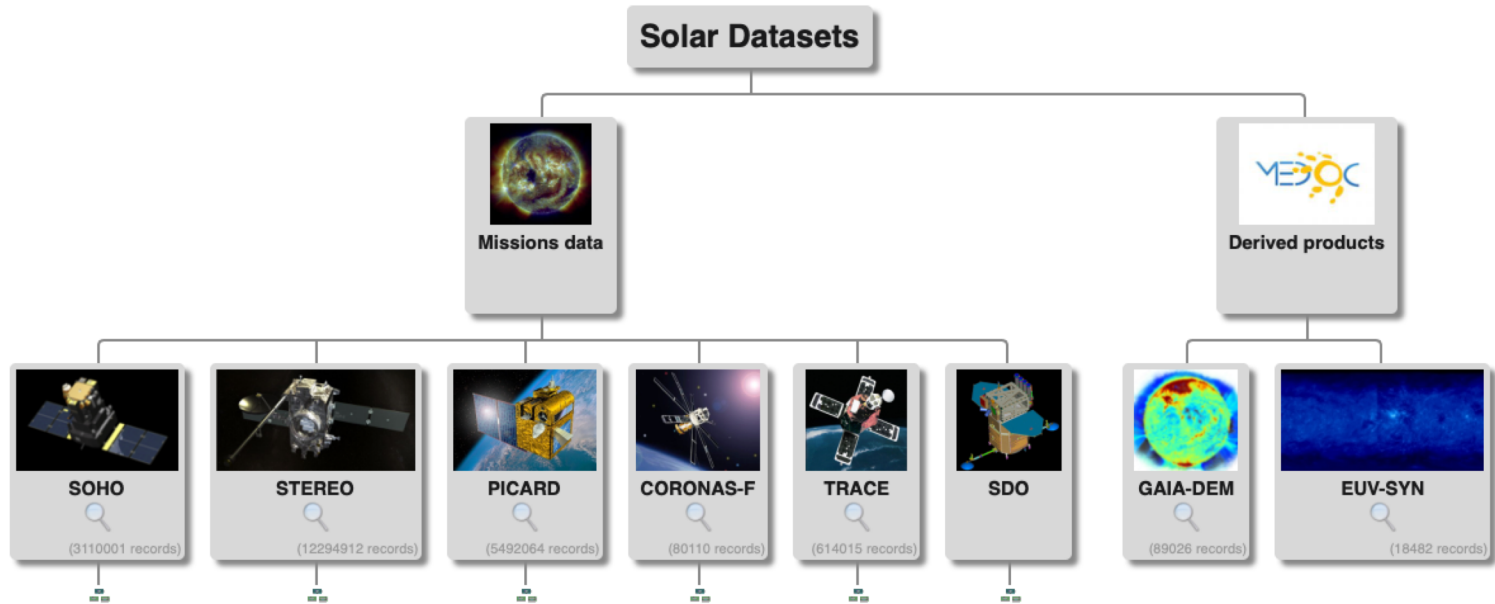 Solar Datasets
Missions data
MEDOC
Derived products
SOHO
(3110001 records)
STEREO
(12294912 records)
PICARD
(5492064 records)
CORONAS-F
(80110 records)
TRACE
(614015 records)
SDO
GAIA-DEM
(89026 records)
EUV-SYN
(18482 records)